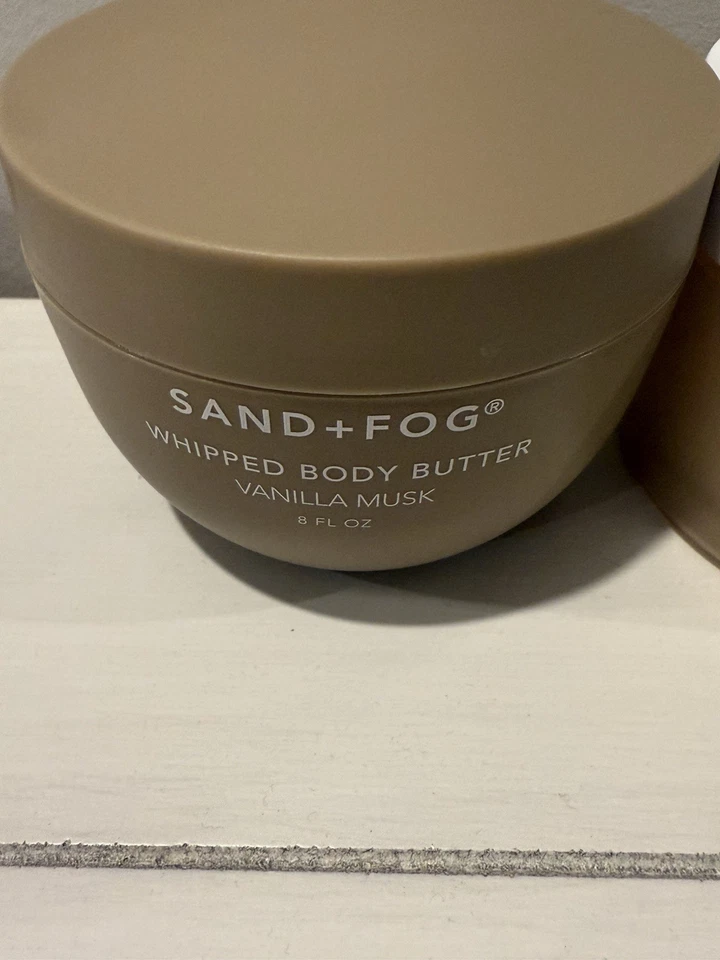 SAND+FOG®
WHIPPED BODY BUTTER
VANILLA MUSK
8 FL OZ